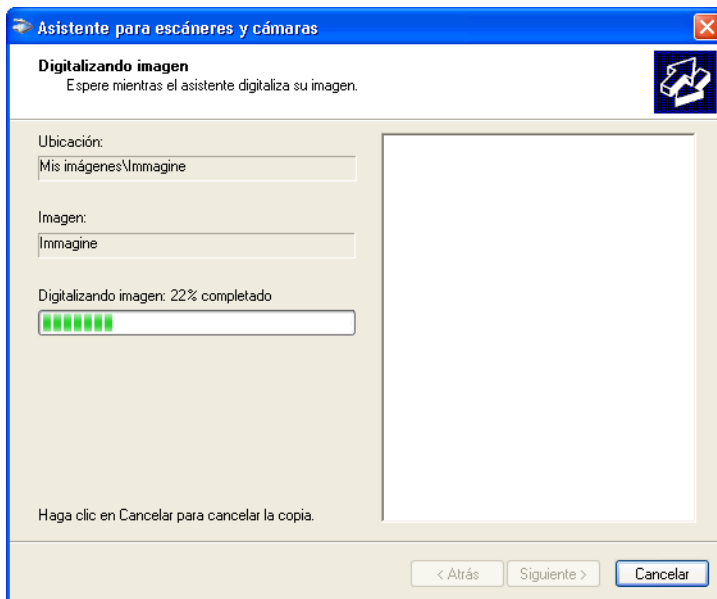 Asistente para escáneres y cámaras
Digitalizando imagen
Espere mientras el asistente digitaliza su imagen.
Ubicación:
Mis imágenes\Immagine
Imagen:
Immagine
Digitalizando imagen: 22% completado
Haga clic en Cancelar para cancelar la copia.
< Atrás
Siguiente >
Cancelar